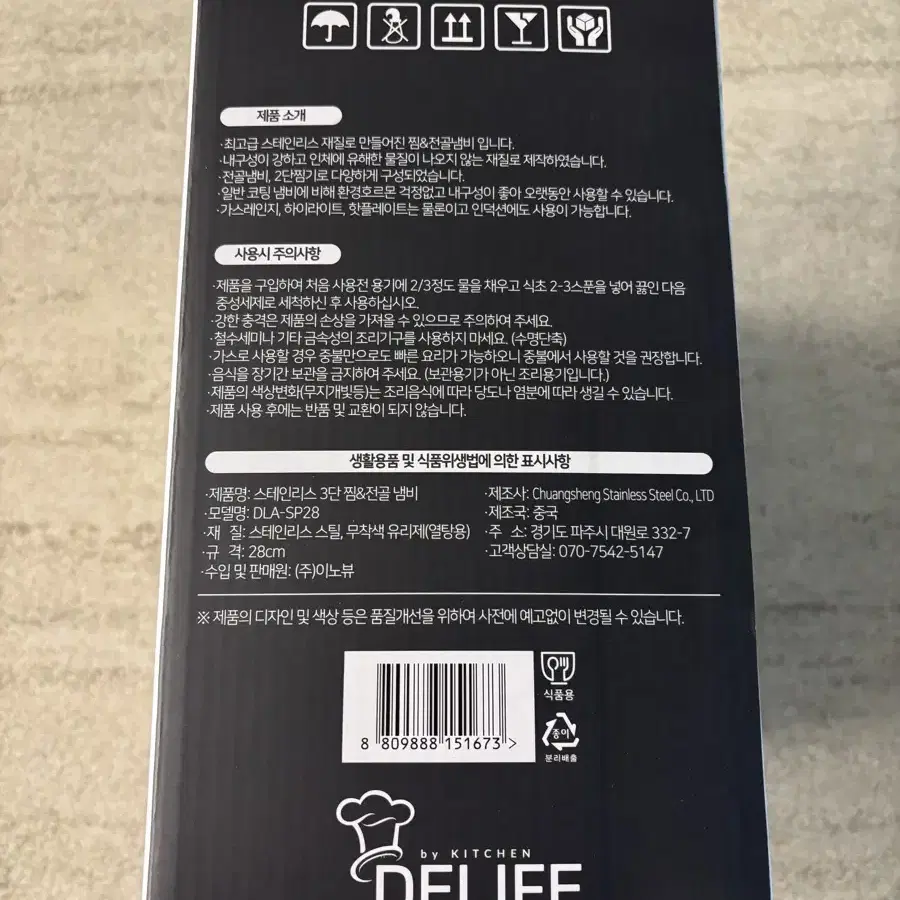 제품 소개
·최고급 스테인리스 재질로 만들어진 찜&전골냄비 입니다.
·내구성이 강하고 인체에 유해한 물질이 나오지 않는 재질로 제작하였습니다.
·전골냄비, 2단찜기로 다양하게 구성되었습니다.
·일반 코팅 냄비에 비해 환경호르몬 걱정없고 내구성이 좋아 오랫동안 사용할 수 있습니다.
·가스레인지, 하이라이트, 핫플레이트는 물론이고 인덕션에도 사용이 가능합니다.
사용시 주의사항
·제품을 구입하여 처음 사용전 용기에 2/3정도 물을 채우고 식초 2-3스푼을 넣어 끓인 다음
중성세제로 세척하신 후 사용하십시오.
·강한 충격은 제품의 손상을 가져올 수 있으므로 주의하여 주세요.
·철수세미나 기타 금속성의 조리기구를 사용하지 마세요. (수명단축)
·가스로 사용할 경우 중불만으로도 빠른 요리가 가능하오니 중불에서 사용할 것을 권장합니다.
·음식을 장기간 보관을 금지하여 주세요. (보관용기가 아닌 조리용기입니다.)
·제품의 색상변화(무지개빛등)는 조리음식에 따라 당도나 염분에 따라 생길 수 있습니다.
·제품 사용 후에는 반품 및 교환이 되지 않습니다.
생활용품 및 식품위생법에 의한 표시사항
·제품명: 스테인리스 3단 찜&전골 냄비
·모델명: DLA-SP28
·재 질: 스테인리스 스틸, 무착색 유리제(열탕용)
·규 격: 28cm
·수입 및 판매원: (주)이노뷰
·제조사: Chuangsheng Stainless Steel Co., LTD
·제조국: 중국
·주 소: 경기도 파주시 대원로 332-7
·고객상담실: 070-7542-5147
※ 제품의 디자인 및 색상 등은 품질개선을 위하여 사전에 예고없이 변경될 수 있습니다.
8 809888 151673 >
식품용
종이
분리배출
by KITCHEN
DELIFE